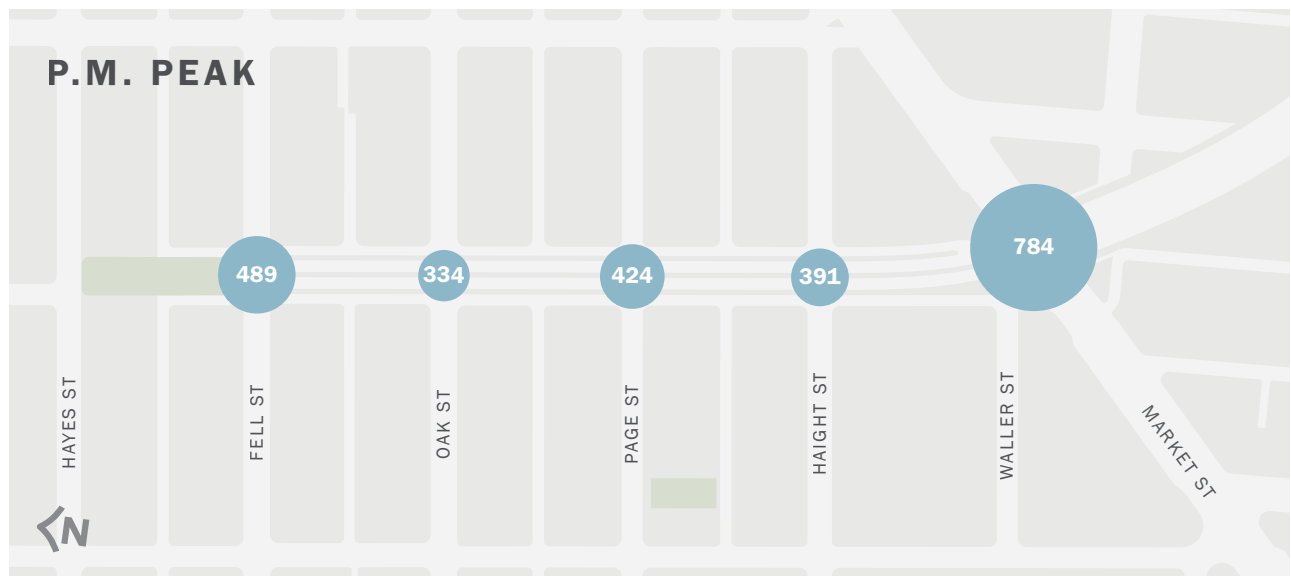 P.M. PEAK
489
334
424
391
784
HAYES ST
FELL ST
OAK ST
PAGE ST
HAIGHT ST
WALLER ST
MARKET ST
N